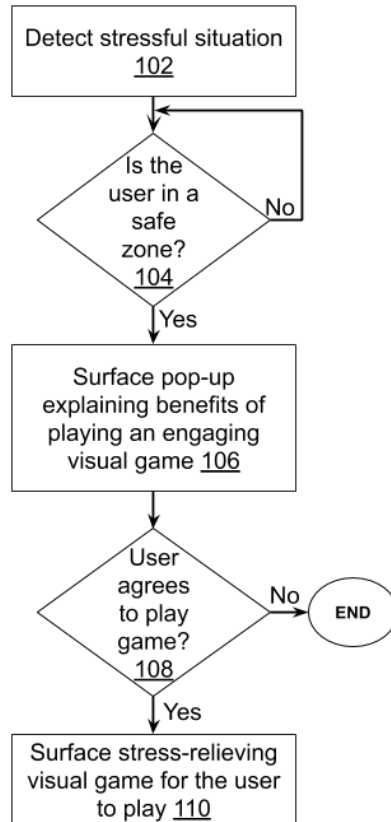 Detect stressful situation
102
Is the
user in a
safe
zone?
104
No
Yes
Surface pop-up
explaining benefits of
playing an engaging
visual game 106
User
agrees
to play
game?
108
No
END
Yes
Surface stress-relieving
visual game for the user
to play 110